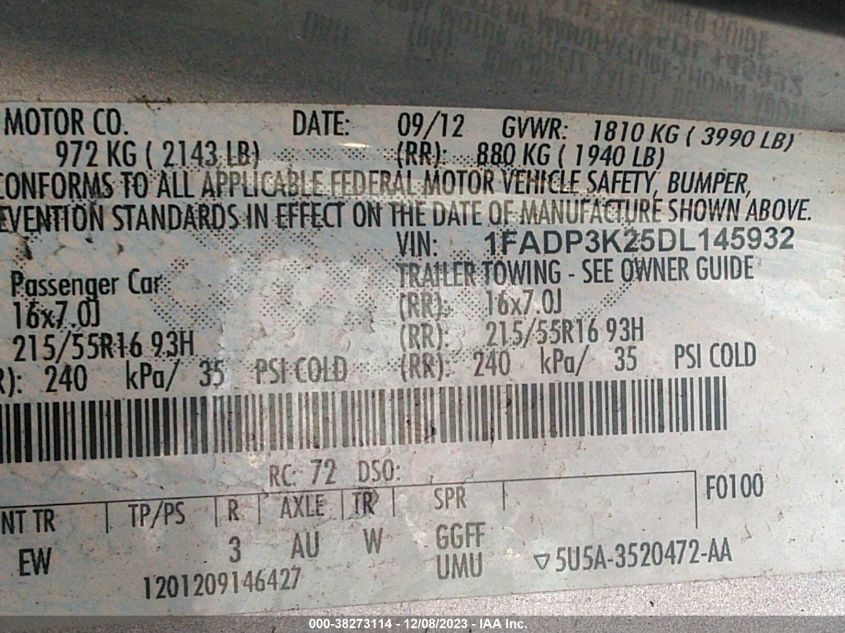 MOTOR CO. DATE: 09/12 GVWR: 1810 KG ( 3990 LB)
972 KG ( 2143 LB) (RR): 880 KG ( 1940 LB)
CONFORMS TO ALL APPLICABLE FEDERAL MOTOR VEHICLE SAFETY, BUMPER,
EVENTION STANDARDS IN EFFECT ON THE DATE OF MANUFACTURE SHOWN ABOVE.
VIN: 1FADP3K25DL145932
Passenger Car TRAILER TOWING - SEE OWNER GUIDE
16x7.0J (RR): 16x7.0J
215/55R16 93H (RR): 215/55R16 93H
R): 240 kPa/ 35 PSI COLD (RR): 240 kPa/ 35 PSI COLD
RC: 72 DSO:
F0100
NT TR TP/PS R AXLE TR SPR
EW 3 AU W GGFF
UMU ▽ 5U5A-3520472-AA
1201209146427
000-38273114 - 12/08/2023 - IAA Inc.